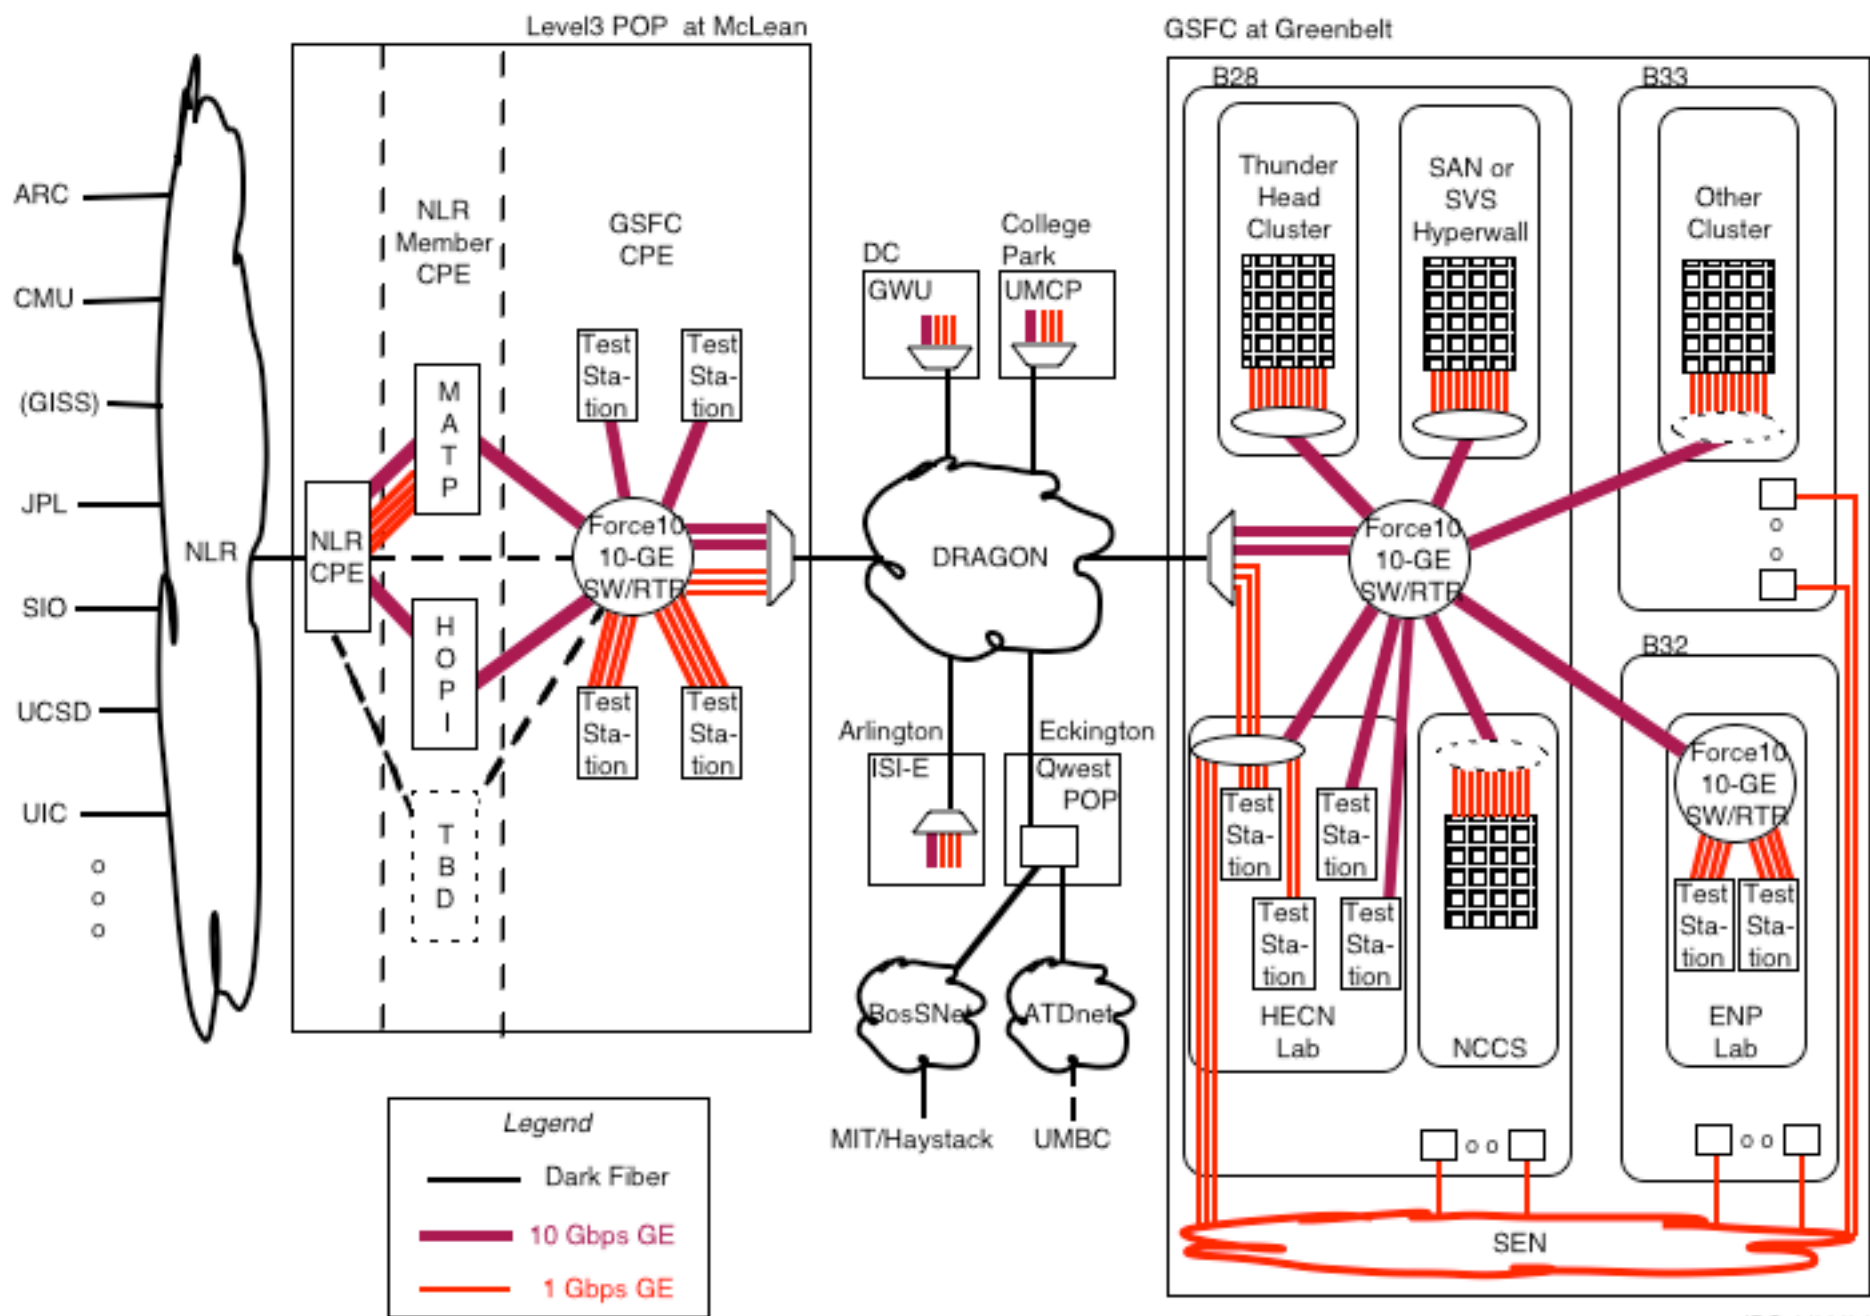 Level3 POP at McLean
GSFC at Greenbelt
ARC
CMU
(GISS)
JPL
SIO
UCSD
UIC
NLR
NLR
CPE
NLR
Member
CPE
M
A
T
P
H
O
P
I
T
B
D
GSFC
CPE
Test
Sta-
tion
Test
Sta-
tion
Force10
10-GE
SW/RTR
Test
Sta-
tion
Test
Sta-
tion
DC
GWU
College
Park
UMCP
DRAGON
Arlington
ISI-E
Eckington
Qwest
POP
BosSNet
ATDnet
MIT/Haystack
UMBC
B28
Thunder
Head
Cluster
SAN or
SVS
Hyperwall
Force10
10-GE
SW/RTR
Test
Sta-
tion
Test
Sta-
tion
Test
Sta-
tion
Test
Sta-
tion
HECN
Lab
NCCS
B33
Other
Cluster
B32
Force10
10-GE
SW/RTR
Test
Sta-
tion
Test
Sta-
tion
ENP
Lab
SEN
Legend
Dark Fiber
10 Gbps GE
1 Gbps GE